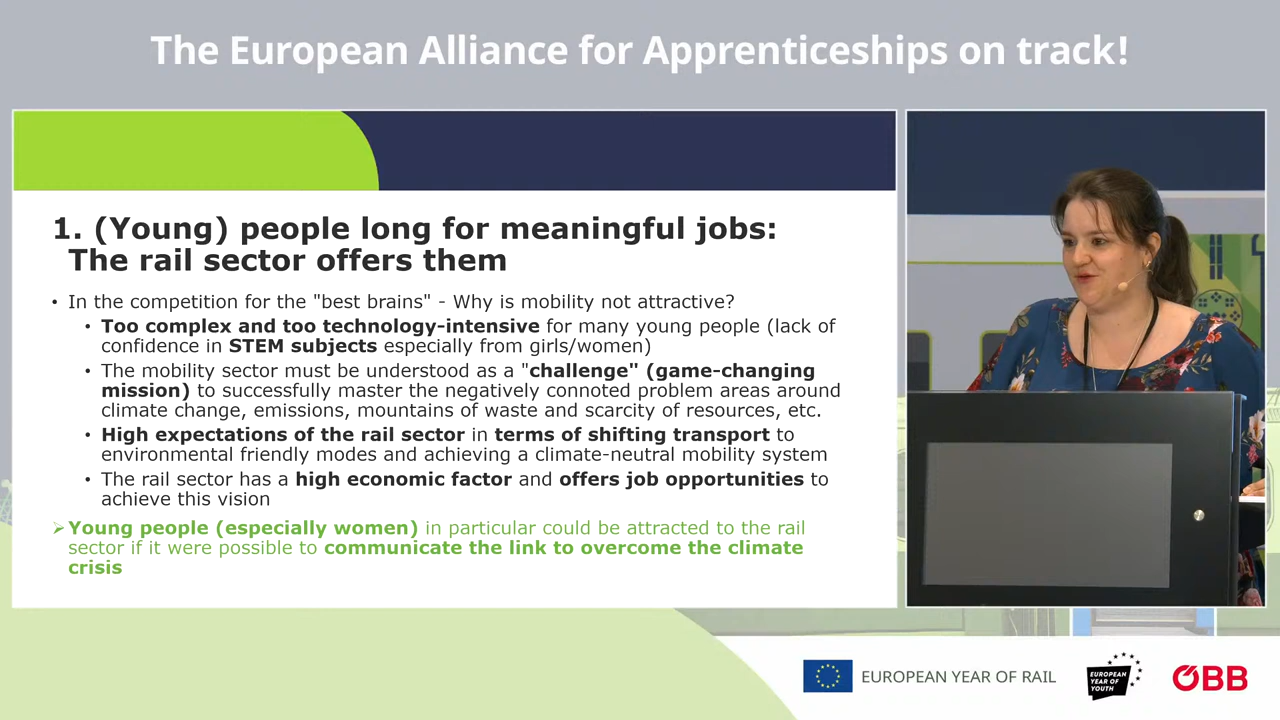 The European Alliance for Apprenticeships on track!
1. (Young) people long for meaningful jobs:
The rail sector offers them
• In the competition for the "best brains" - Why is mobility not attractive?
• Too complex and too technology-intensive for many young people (lack of
confidence in STEM subjects especially from girls/women)
• The mobility sector must be understood as a "challenge" (game-changing
mission) to successfully master the negatively connoted problem areas around
climate change, emissions, mountains of waste and scarcity of resources, etc.
• High expectations of the rail sector in terms of shifting transport to
environmental friendly modes and achieving a climate-neutral mobility system
• The rail sector has a high economic factor and offers job opportunities to
achieve this vision
➢ Young people (especially women) in particular could be attracted to the rail
sector if it were possible to communicate the link to overcome the climate
crisis
EUROPEAN YEAR OF RAIL
EUROPEAN
YEAR OF
YOUTH
ÖBB